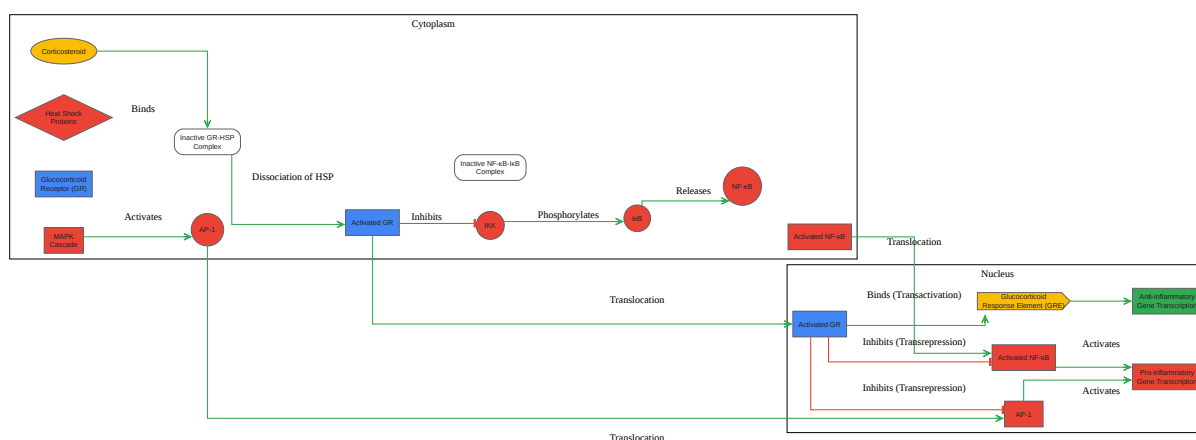 Cytoplasm
Corticosteroid
Heat Shock
Proteins
Binds
Inactive GR-HSP
Complex
Glucocorticoid
Receptor (GR)
Dissociation of HSP
Inactive NF-κB-IκB
Complex
Activates
MAPK
Cascade
AP-1
Activated GR
Inhibits
IKK
Phosphorylates
IκB
Releases
NF-κB
Activated NF-κB
Translocation
Nucleus
Translocation
Activated GR
Binds (Transactivation)
Glucocorticoid
Response Element (GRE)
Anti-inflammatory
Gene Transcription
Inhibits (Transrepression)
Activated NF-κB
Activates
Pro-inflammatory
Gene Transcription
Inhibits (Transrepression)
Activates
AP-1
Translocation